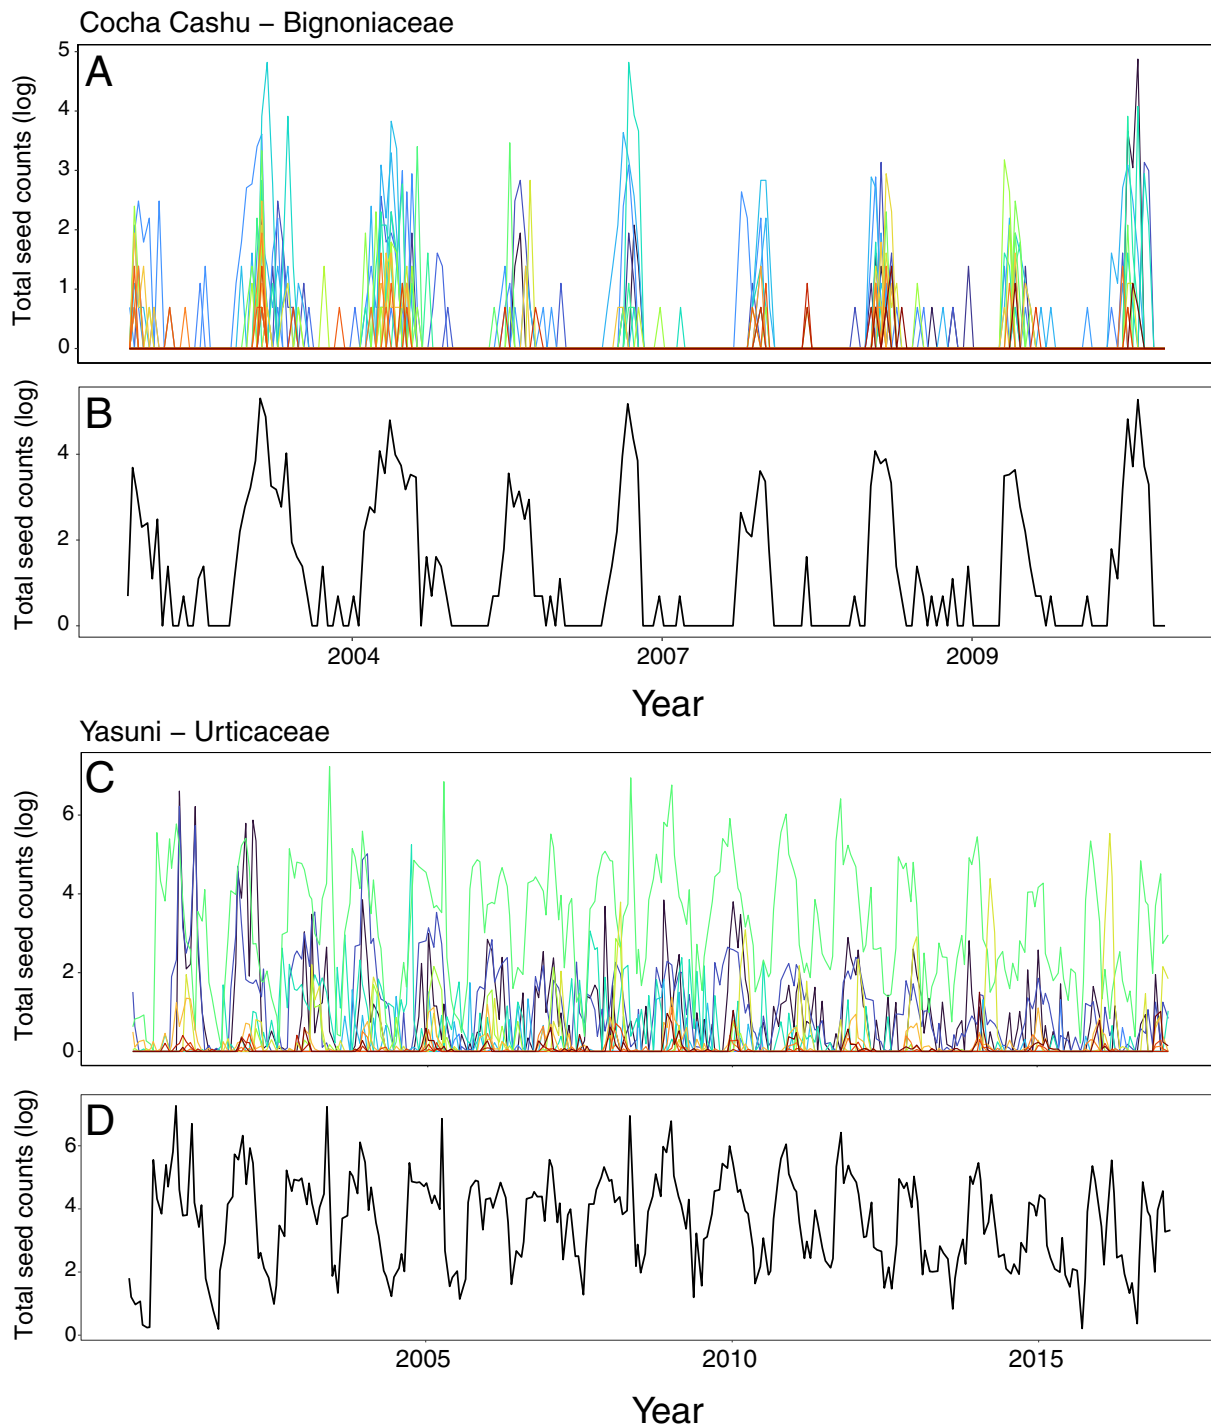 Cocha Cashu – Bignoniaceae
A
Total seed counts (log)
5
4
3
2
1
0
B
Total seed counts (log)
4
2
0
2004
2007
2009
Year
Yasuni – Urticaceae
C
Total seed counts (log)
6
4
2
0
D
Total seed counts (log)
6
4
2
0
2005
2010
2015
Year